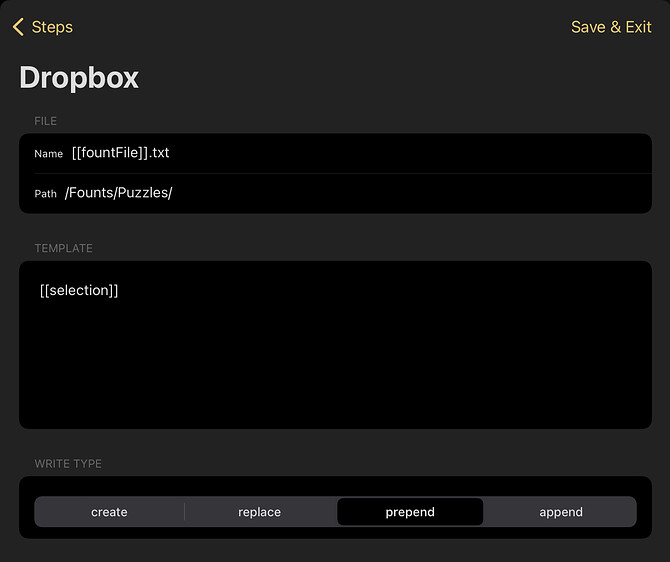 Steps
Save & Exit
Dropbox
FILE
Name [[fountFile]].txt
Path /Founts/Puzzles/
TEMPLATE
[[selection]]
WRITE TYPE
create replace prepend append